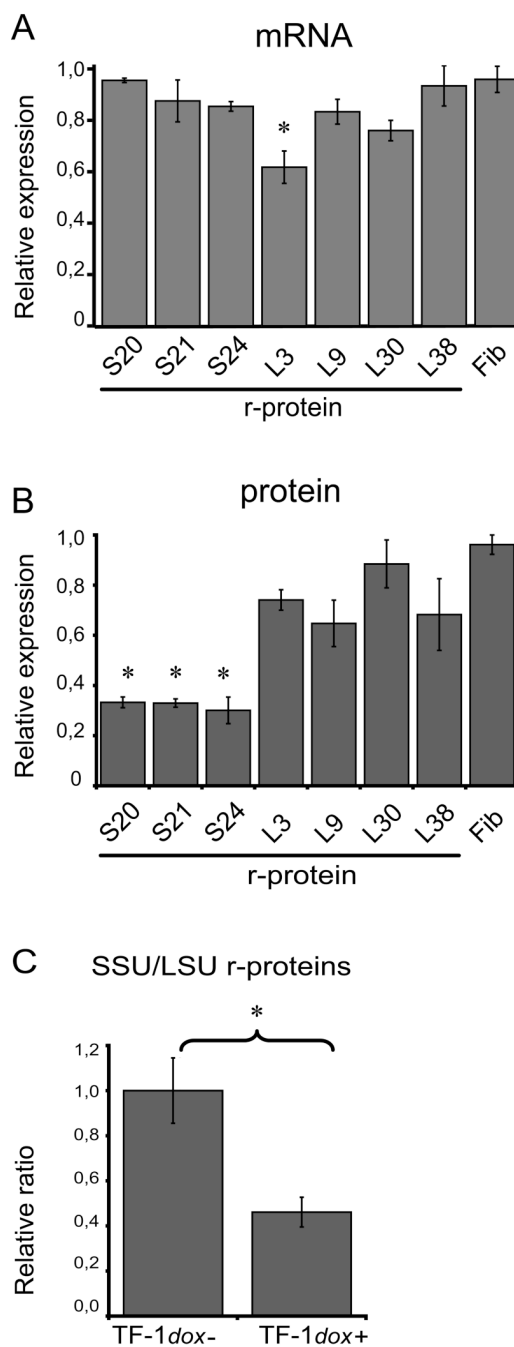 A
mRNA
Relative expression
1,0
0,8
0,6
0,4
0,2
0
*
S20 S21 S24 L3 L9 L30 L38 Fib
r-protein
B
protein
Relative expression
1,0
0,8
0,6
0,4
0,2
0
* * *
S20 S21 S24 L3 L9 L30 L38 Fib
r-protein
C
SSU/LSU r-proteins
*
Relative ratio
1,2
1,0
0,8
0,6
0,4
0,2
0,0
TF-1dox- TF-1dox+